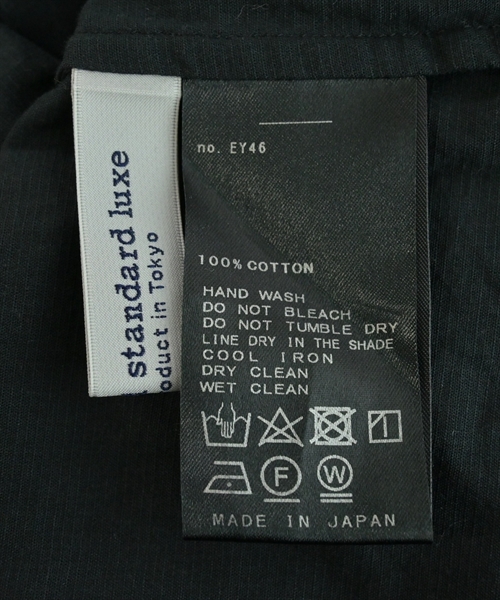 standard luxe
oduct in Tokyo
no. EY46
100% COTTON
HAND WASH
DO NOT BLEACH
DO NOT TUMBLE DRY
LINE DRY IN THE SHADE
COOL IRON
DRY CLEAN
WET CLEAN
F
W
MADE IN JAPAN